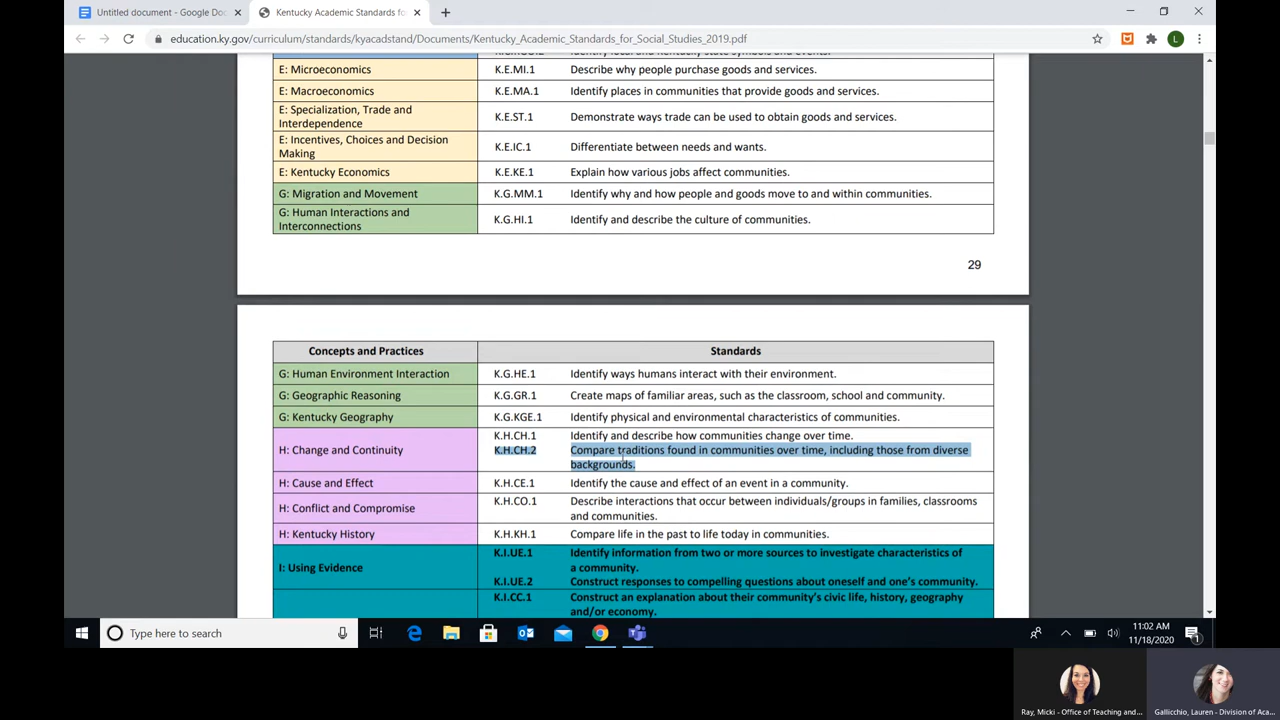 Untitled document - Google Doc
Kentucky Academic Standards fo
education.ky.gov/curriculum/standards/kyacadstand/Documents/Kentucky_Academic_Standards_for_Social_Studies_2019.pdf
L
E: Microeconomics K.E.MI.1 Describe why people purchase goods and services.
E: Macroeconomics K.E.MA.1 Identify places in communities that provide goods and services.
E: Specialization, Trade and
Interdependence
K.E.ST.1 Demonstrate ways trade can be used to obtain goods and services.
E: Incentives, Choices and Decision
Making
K.E.IC.1 Differentiate between needs and wants.
E: Kentucky Economics K.E.KE.1 Explain how various jobs affect communities.
G: Migration and Movement K.G.MM.1 Identify why and how people and goods move to and within communities.
G: Human Interactions and
Interconnections
K.G.HI.1 Identify and describe the culture of communities.
29
Concepts and Practices Standards
G: Human Environment Interaction K.G.HE.1 Identify ways humans interact with their environment.
G: Geographic Reasoning K.G.GR.1 Create maps of familiar areas, such as the classroom, school and community.
G: Kentucky Geography K.G.KGE.1 Identify physical and environmental characteristics of communities.
H: Change and Continuity
K.H.CH.1 Identify and describe how communities change over time.
K.H.CH.2 Compare traditions found in communities over time, including those from diverse
backgrounds.
H: Cause and Effect K.H.CE.1 Identify the cause and effect of an event in a community.
H: Conflict and Compromise
K.H.CO.1 Describe interactions that occur between individuals/groups in families, classrooms
and communities.
H: Kentucky History K.H.KH.1 Compare life in the past to life today in communities.
I: Using Evidence
K.I.UE.1 Identify information from two or more sources to investigate characteristics of
a community.
K.I.UE.2 Construct responses to compelling questions about oneself and one's community.
K.I.CC.1 Construct an explanation about their community's civic life, history, geography
and/or economy.
Type here to search
11:02 AM
11/18/2020
1
Ray, Micki - Office of Teaching and...
Gallicchio, Lauren - Division of Aca...